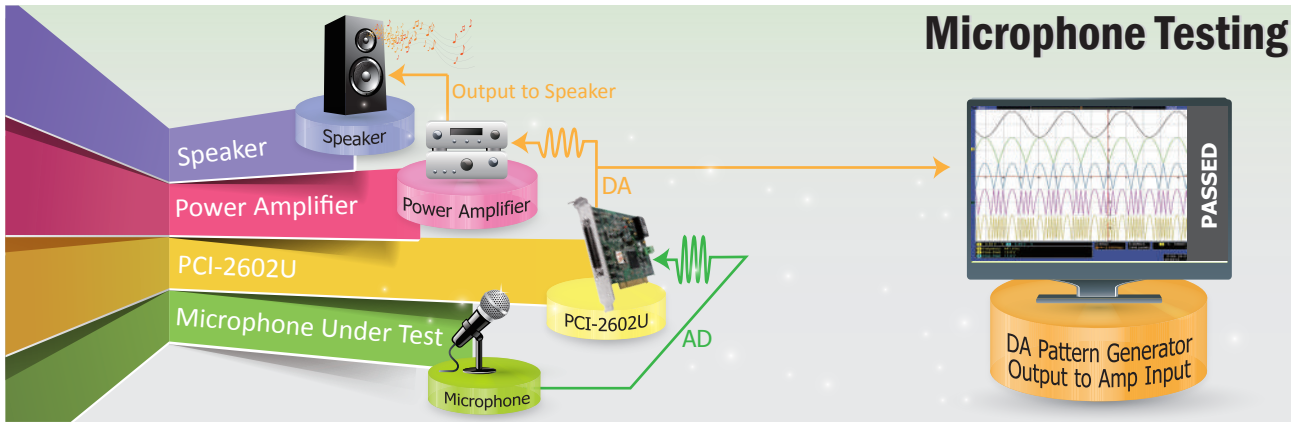 Microphone Testing
Output to Speaker
Speaker
Speaker
Power Amplifier
Power Amplifier
DA
PCI-2602U
PCI-2602U
Microphone Under Test
Microphone
AD
PASSED
DA Pattern Generator
Output to Amp Input